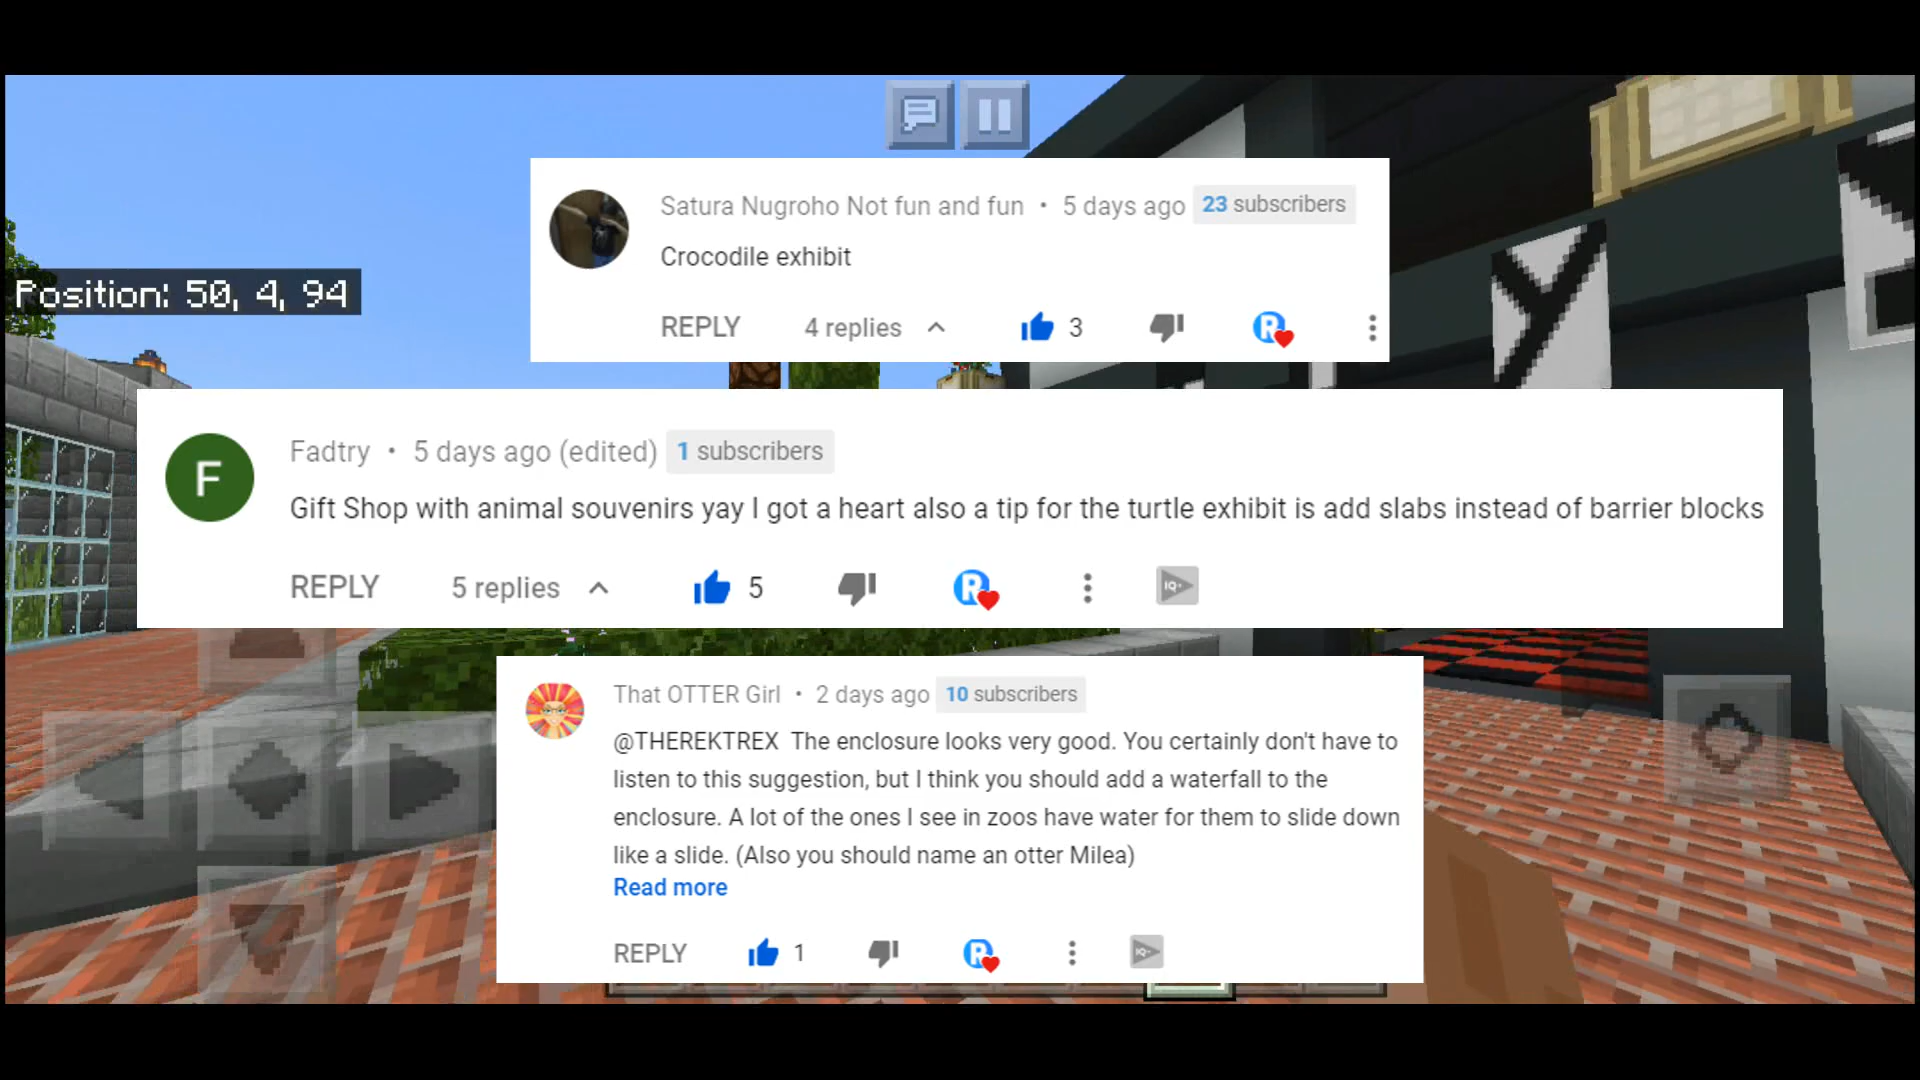 Satura Nugroho Not fun and fun • 5 days ago 23 subscribers
Crocodile exhibit
Position: 50, 4, 94
REPLY 4 replies 3
F
Fadtry • 5 days ago (edited) 1 subscribers
Gift Shop with animal souvenirs yay I got a heart also a tip for the turtle exhibit is add slabs instead of barrier blocks
REPLY 5 replies 5 R IQ
That OTTER Girl • 2 days ago 10 subscribers
@THEREKTREX The enclosure looks very good. You certainly don't have to
listen to this suggestion, but I think you should add a waterfall to the
enclosure. A lot of the ones I see in zoos have water for them to slide down
like a slide. (Also you should name an otter Milea)
Read more
REPLY 1 R IQ